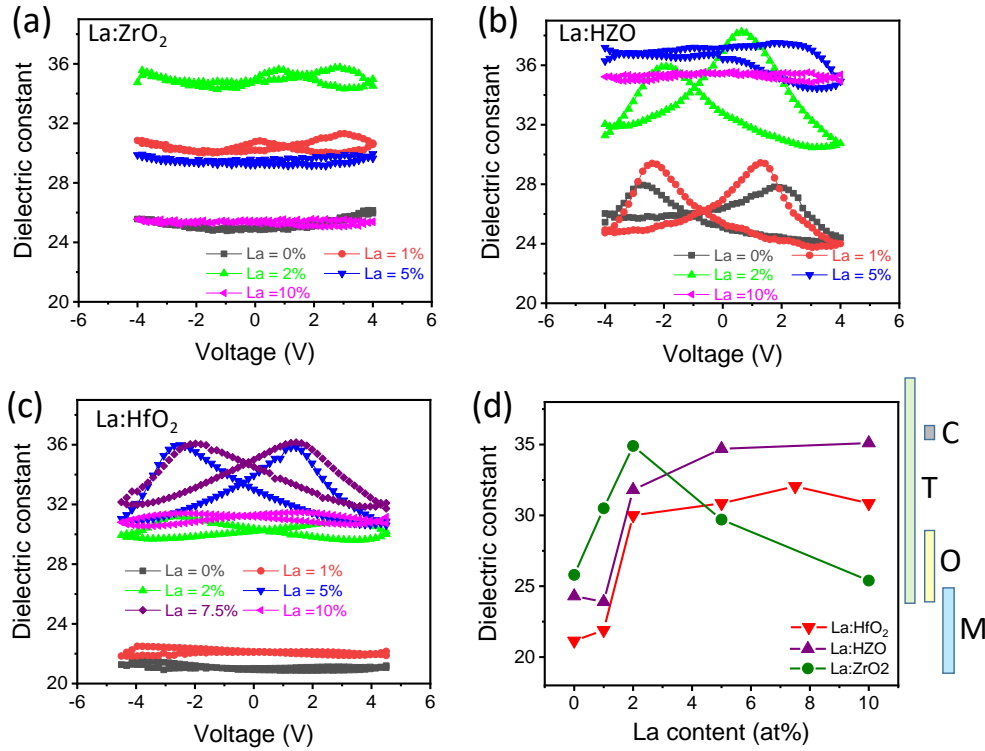 (a)
La:ZrO2
Dielectric constant
36
32
28
24
20
La = 0%
La = 1%
La = 2%
La = 5%
La =10%
-6
-4
-2
0
2
4
6
Voltage (V)
(b)
La:HZO
Dielectric constant
36
32
28
24
20
La = 0%
La = 1%
La = 2%
La = 5%
La =10%
-6
-4
-2
0
2
4
6
Voltage (V)
(c)
La:HfO2
Dielectric constant
40
36
32
28
24
20
La = 0%
La = 1%
La = 2%
La = 5%
La = 7.5%
La =10%
-6
-4
-2
0
2
4
6
Voltage (V)
(d)
Dielectric constant
35
30
25
20
La:HfO2
La:HZO
La:ZrO2
0
2
4
6
8
10
La content (at%)
C
T
O
M